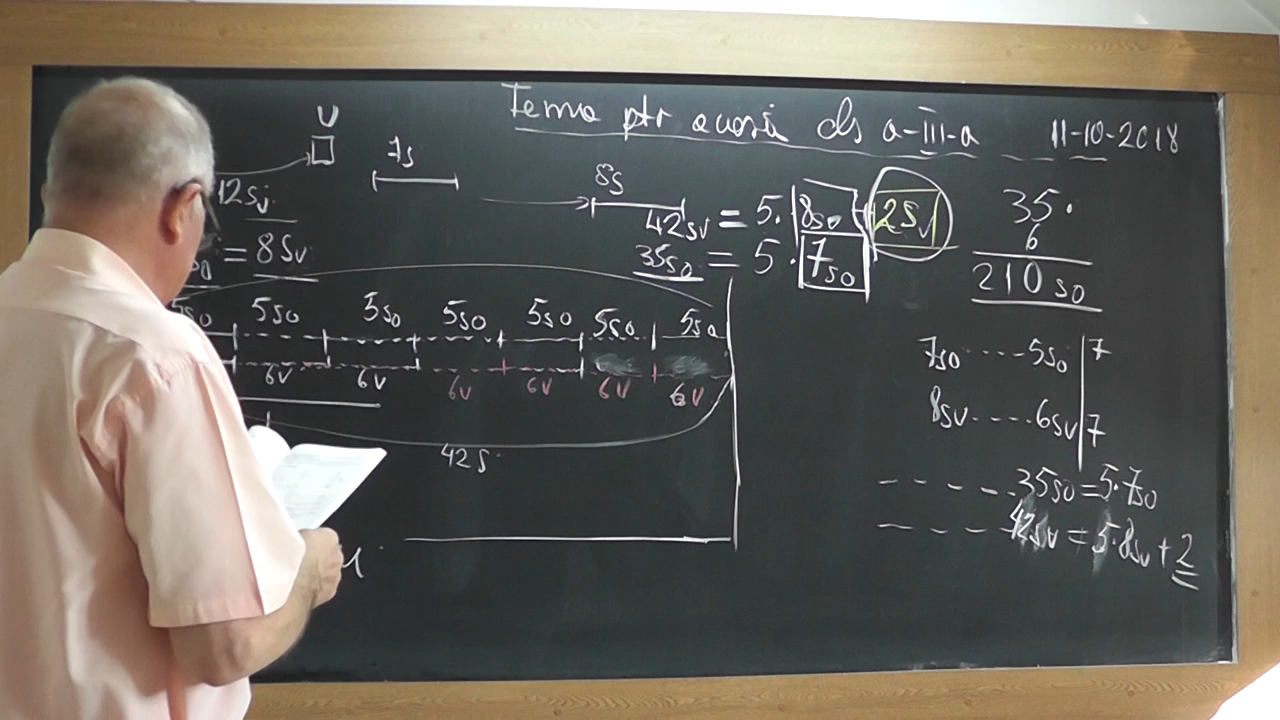 Tema ptr acasă cls a-III-a 11-10-2018
U
7s
8s
12sv
= 8sv
42sv = 5· 8sv + 2sv
35so = 5· 7so
35·
6
210 so
5so 5so 5so 5so 5so 5so
6v 6v 6v 6v 6v 6v
42s
7so ····· 5so | 7
8sv ····· 6sv | 7
- - - - - 35so = 5·7so
- - - - - 42sv = 5·8sv + 2